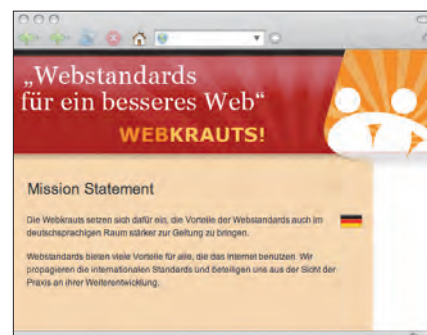 „Webstandards
für ein besseres Web“
WEBKRAUTS!
Mission Statement
Die Webkrauts setzen sich dafür ein, die Vorteile der Webstandards auch im
deutschsprachigen Raum stärker zur Geltung zu bringen.
Webstandards bieten viele Vorteile für alle, die das Internet benutzen. Wir
propagieren die internationalen Standards und beteiligen uns aus der Sicht der
Praxis an ihrer Weiterentwicklung.